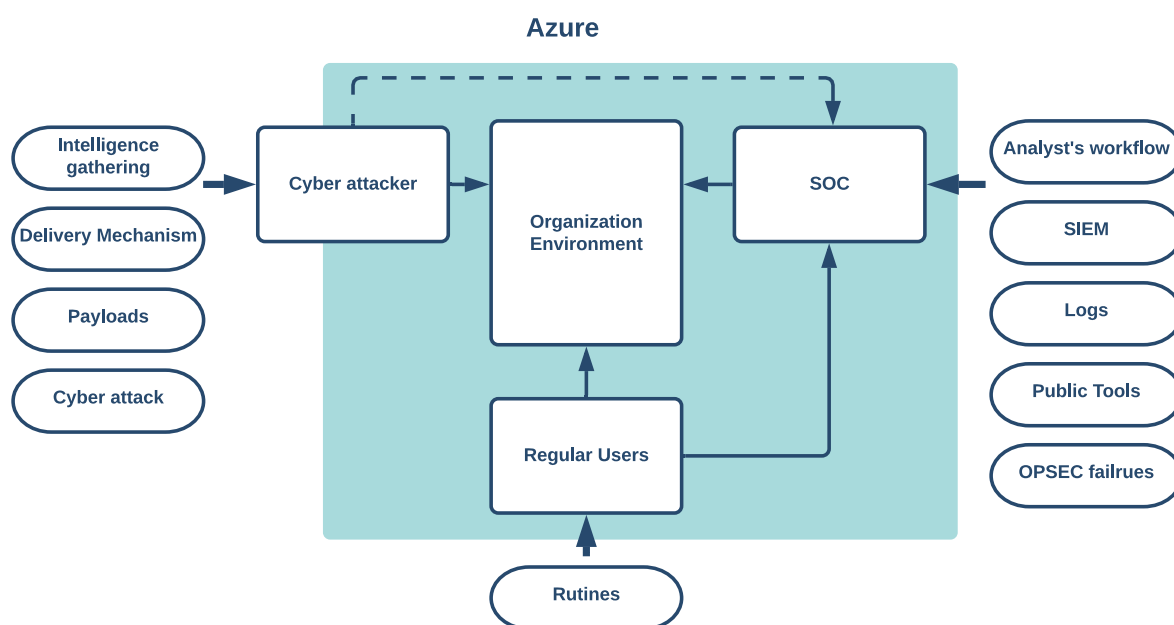 Azure
Intelligence
gathering
Delivery Mechanism
Payloads
Cyber attack
Cyber attacker
Organization
Environment
SOC
Regular Users
Rutines
Analyst's workflow
SIEM
Logs
Public Tools
OPSEC failrues